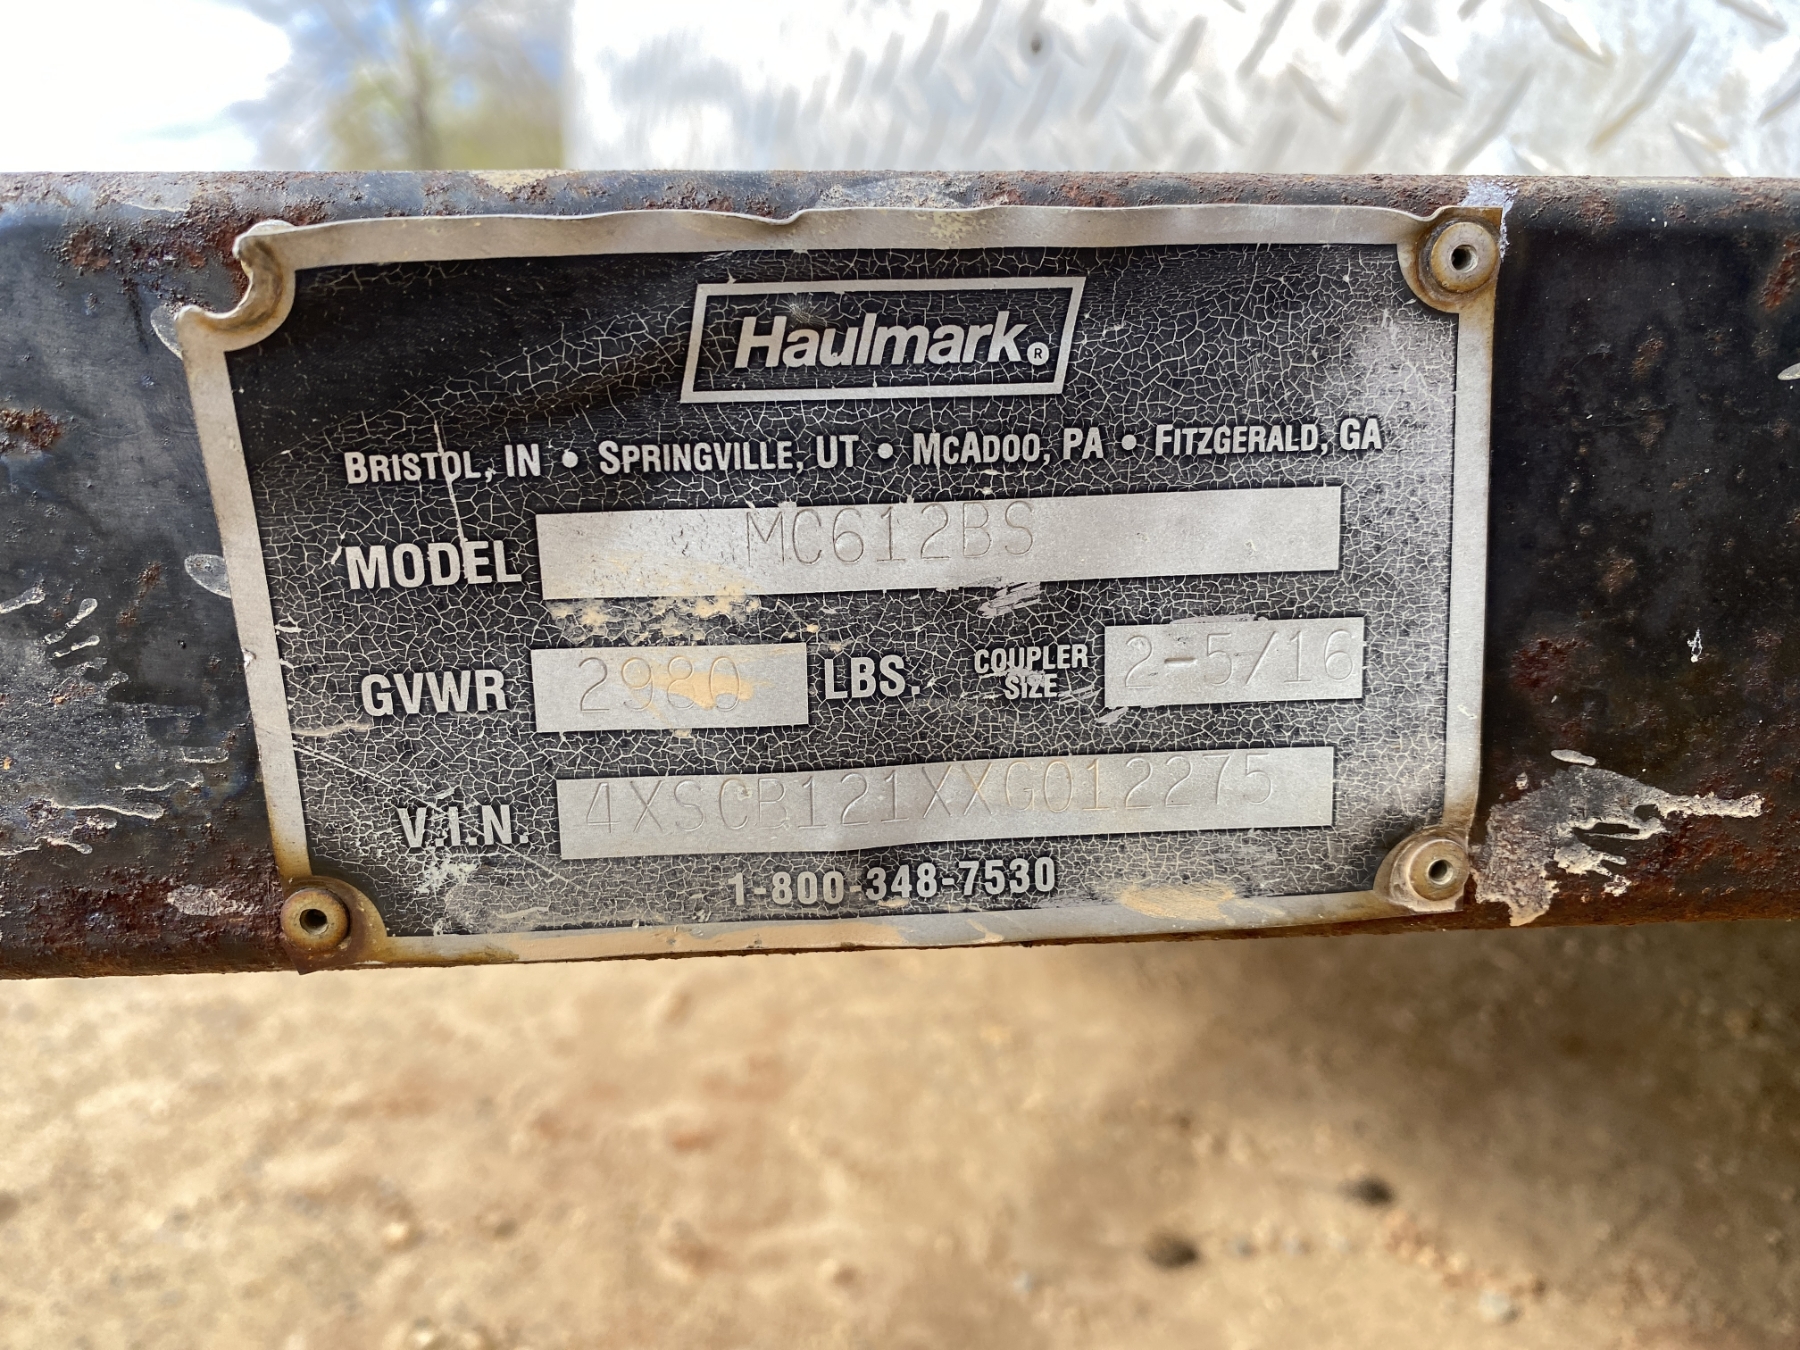 Haulmark®
BRISTOL, IN • SPRINGVILLE, UT • MCADOO, PA • FITZGERALD, GA
MODEL MC612BS
GVWR 2980 LBS. COUPLER SIZE 2-5/16
V.I.N. 4XSCB121XXG012275
1-800-348-7530